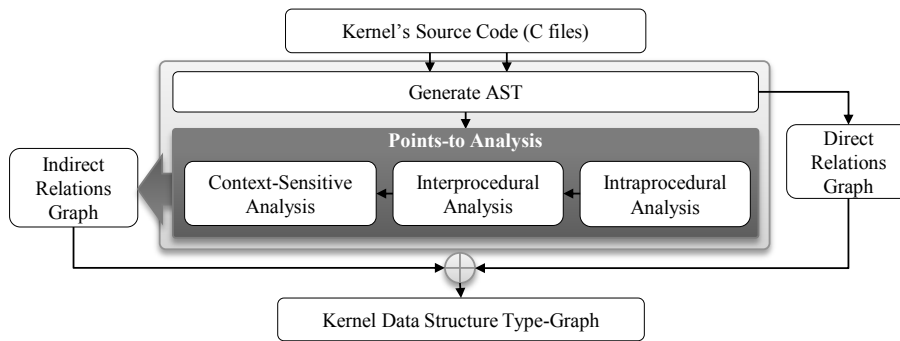 Kernel's Source Code (C files)
Generate AST
Points-to Analysis
Indirect
Relations
Graph
Context-Sensitive
Analysis
Interprocedural
Analysis
Intraprocedural
Analysis
Direct
Relations
Graph
Kernel Data Structure Type-Graph